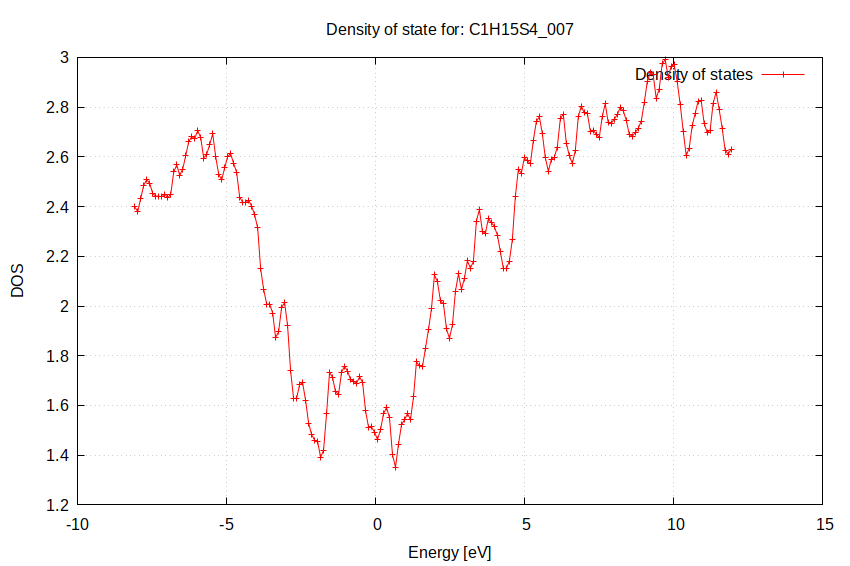 Density of state for: C1H15S4_007
Density of states
3
2.8
2.6
2.4
2.2
2
1.8
1.6
1.4
1.2
DOS
-10 -5 0 5 10 15
Energy [eV]